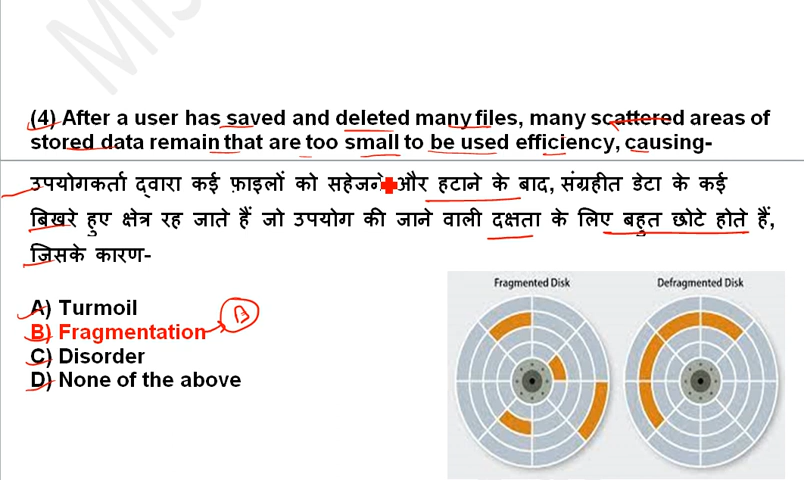 (4) After a user has saved and deleted many files, many scattered areas of
stored data remain that are too small to be used efficiency, causing-
उपयोगकर्ता द्वारा कई फ़ाइलों को सहेजने और हटाने के बाद, संग्रहीत डेटा के कई
बिखरे हुए क्षेत्र रह जाते हैं जो उपयोग की जाने वाली दक्षता के लिए बहुत छोटे होते हैं,
जिसके कारण-
A) Turmoil
B) Fragmentation B
C) Disorder
D) None of the above
Fragmented Disk
Defragmented Disk